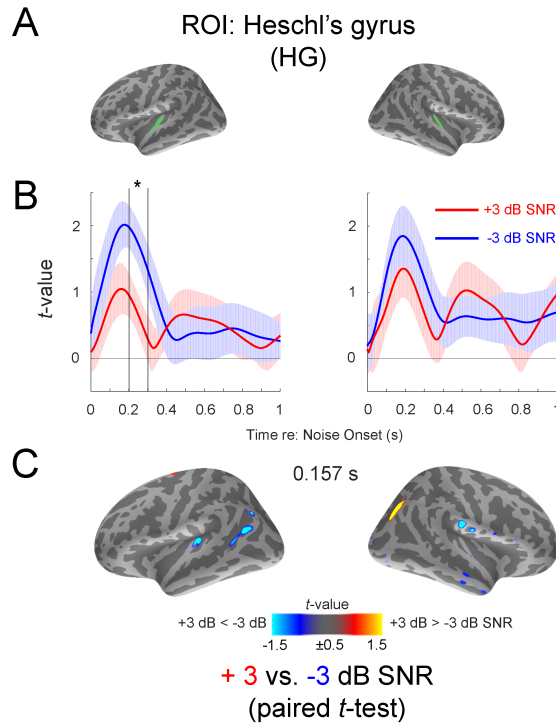 A
ROI: Heschl's gyrus
(HG)
B
*
2
1
0
t-value
0 0.2 0.4 0.6 0.8 1
+3 dB SNR
-3 dB SNR
2
1
0
0 0.2 0.4 0.6 0.8 1
Time re: Noise Onset (s)
C
0.157 s
t-value
+3 dB < -3 dB
+3 dB > -3 dB SNR
-1.5 ±0.5 1.5
+ 3 vs. -3 dB SNR
(paired t-test)